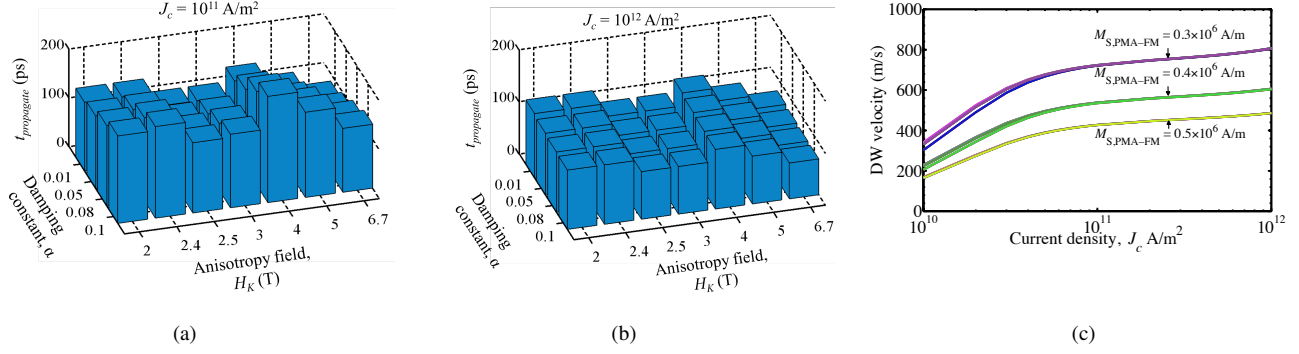 (a)
J_c = 10^11 A/m^2
200
100
0
t_propagate (ps)
0.01
0.05
0.08
0.1
Damping
constant, α
2
2.4
2.5
3
4
5
6.7
Anisotropy field,
H_K (T)
(a)
(b)
J_c = 10^12 A/m^2
200
100
0
t_propagate (ps)
0.01
0.05
0.08
0.1
Damping
constant, α
2
2.4
2.5
3
4
5
6.7
Anisotropy field,
H_K (T)
(b)
(c)
1000
800
600
400
200
0
DW velocity (m/s)
M_S,PMA−FM = 0.3×10^6 A/m
M_S,PMA−FM = 0.4×10^6 A/m
M_S,PMA−FM = 0.5×10^6 A/m
10^10
10^11
10^12
Current density, J_c A/m^2
(c)